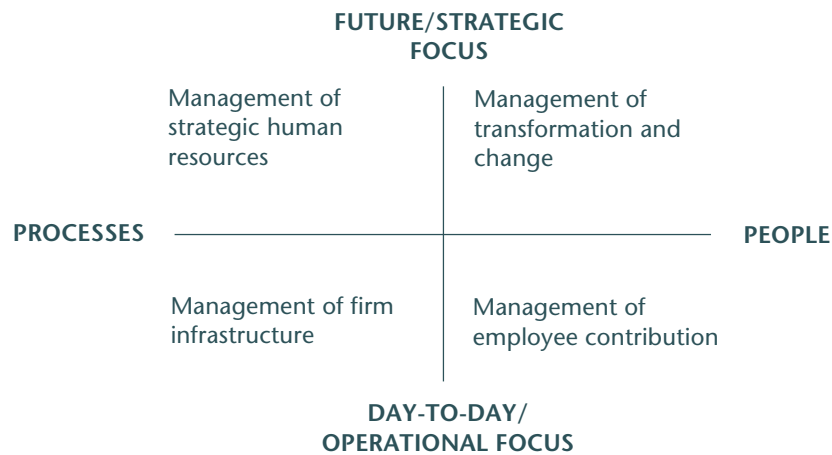 FUTURE/STRATEGIC
FOCUS
Management of
strategic human
resources
Management of
transformation and
change
PROCESSES
PEOPLE
Management of firm
infrastructure
Management of
employee contribution
DAY-TO-DAY/
OPERATIONAL FOCUS